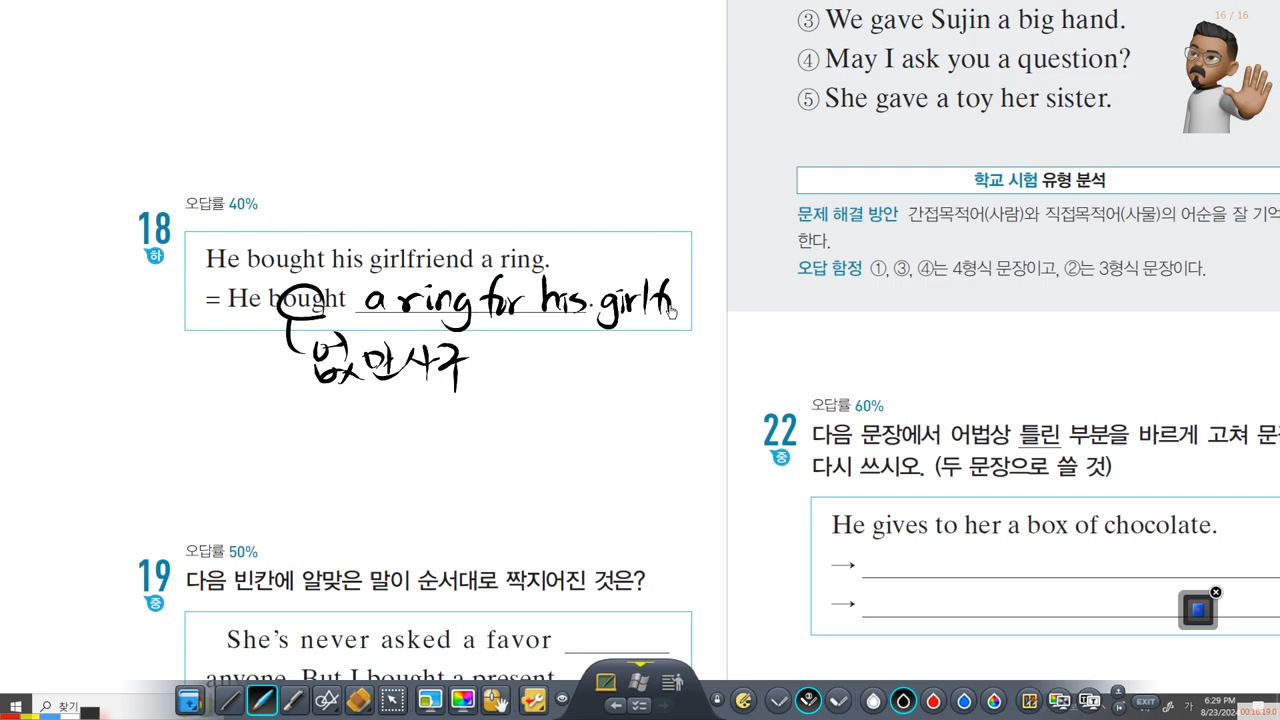 오답률 40%
18
하
He bought his girlfriend a ring.
= He bought a ring for his. girlf
없만사구
오답률 50%
19
중
다음 빈칸에 알맞은 말이 순서대로 짝지어진 것은?
She's never asked a favor
anyone. But I bought a present
16 / 16
③ We gave Sujin a big hand.
④ May I ask you a question?
⑤ She gave a toy her sister.
학교 시험 유형 분석
문제 해결 방안 간접목적어(사람)와 직접목적어(사물)의 어순을 잘 기억
한다.
오답 함정 ①, ③, ④는 4형식 문장이고, ②는 3형식 문장이다.
오답률 60%
22
중
다음 문장에서 어법상 틀린 부분을 바르게 고쳐
다시 쓰시오. (두 문장으로 쓸 것)
He gives to her a box of chocolate.
→
→
찾기
EXIT
가
6:29 PM
00:16:19.0